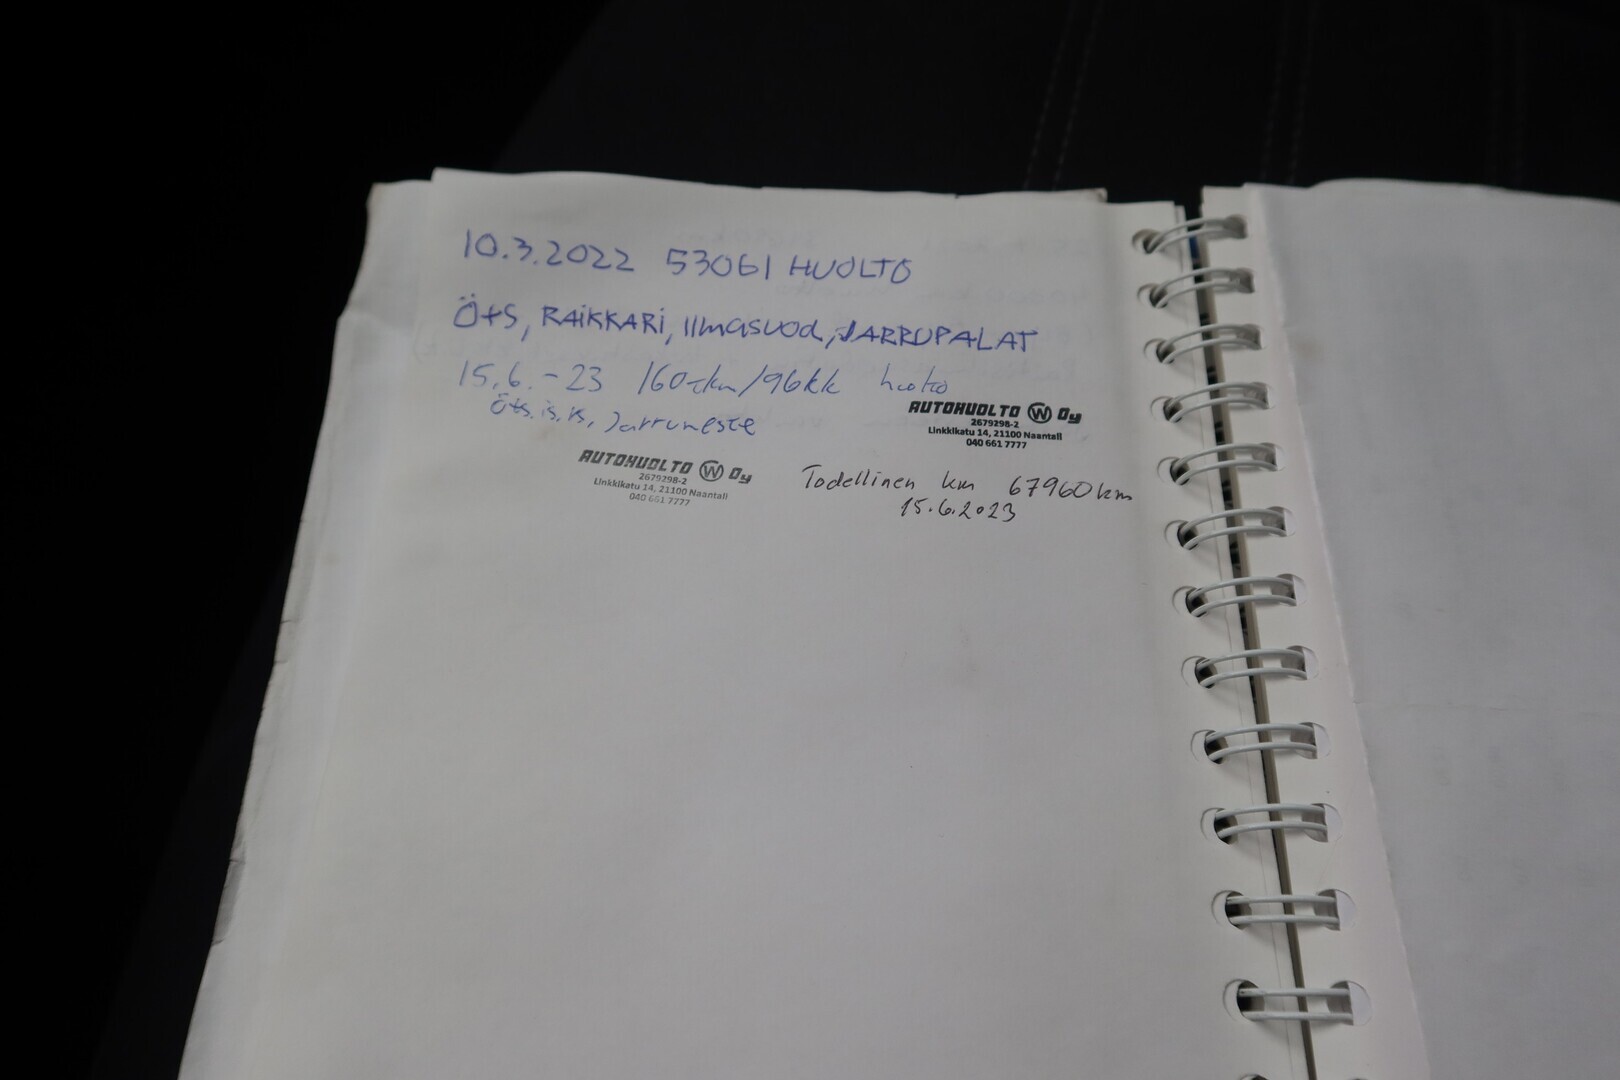 10.3.2022 53061 HUOLTO
Öts, RAIKKARI, Ilmasuod, JARRUPALAT
15.6.-23 160tkm/96kk huolto
Öts. is. rs, Jarruneste
AUTOHUOLTO W Oy
2679298-2
Linkkikatu 14, 21100 Naantali
040 661 7777
AUTOHUOLTO W Oy
2679298-2
Linkkikatu 14, 21100 Naantali
040 661 7777
Todellinen km 67960km
15.6.2023